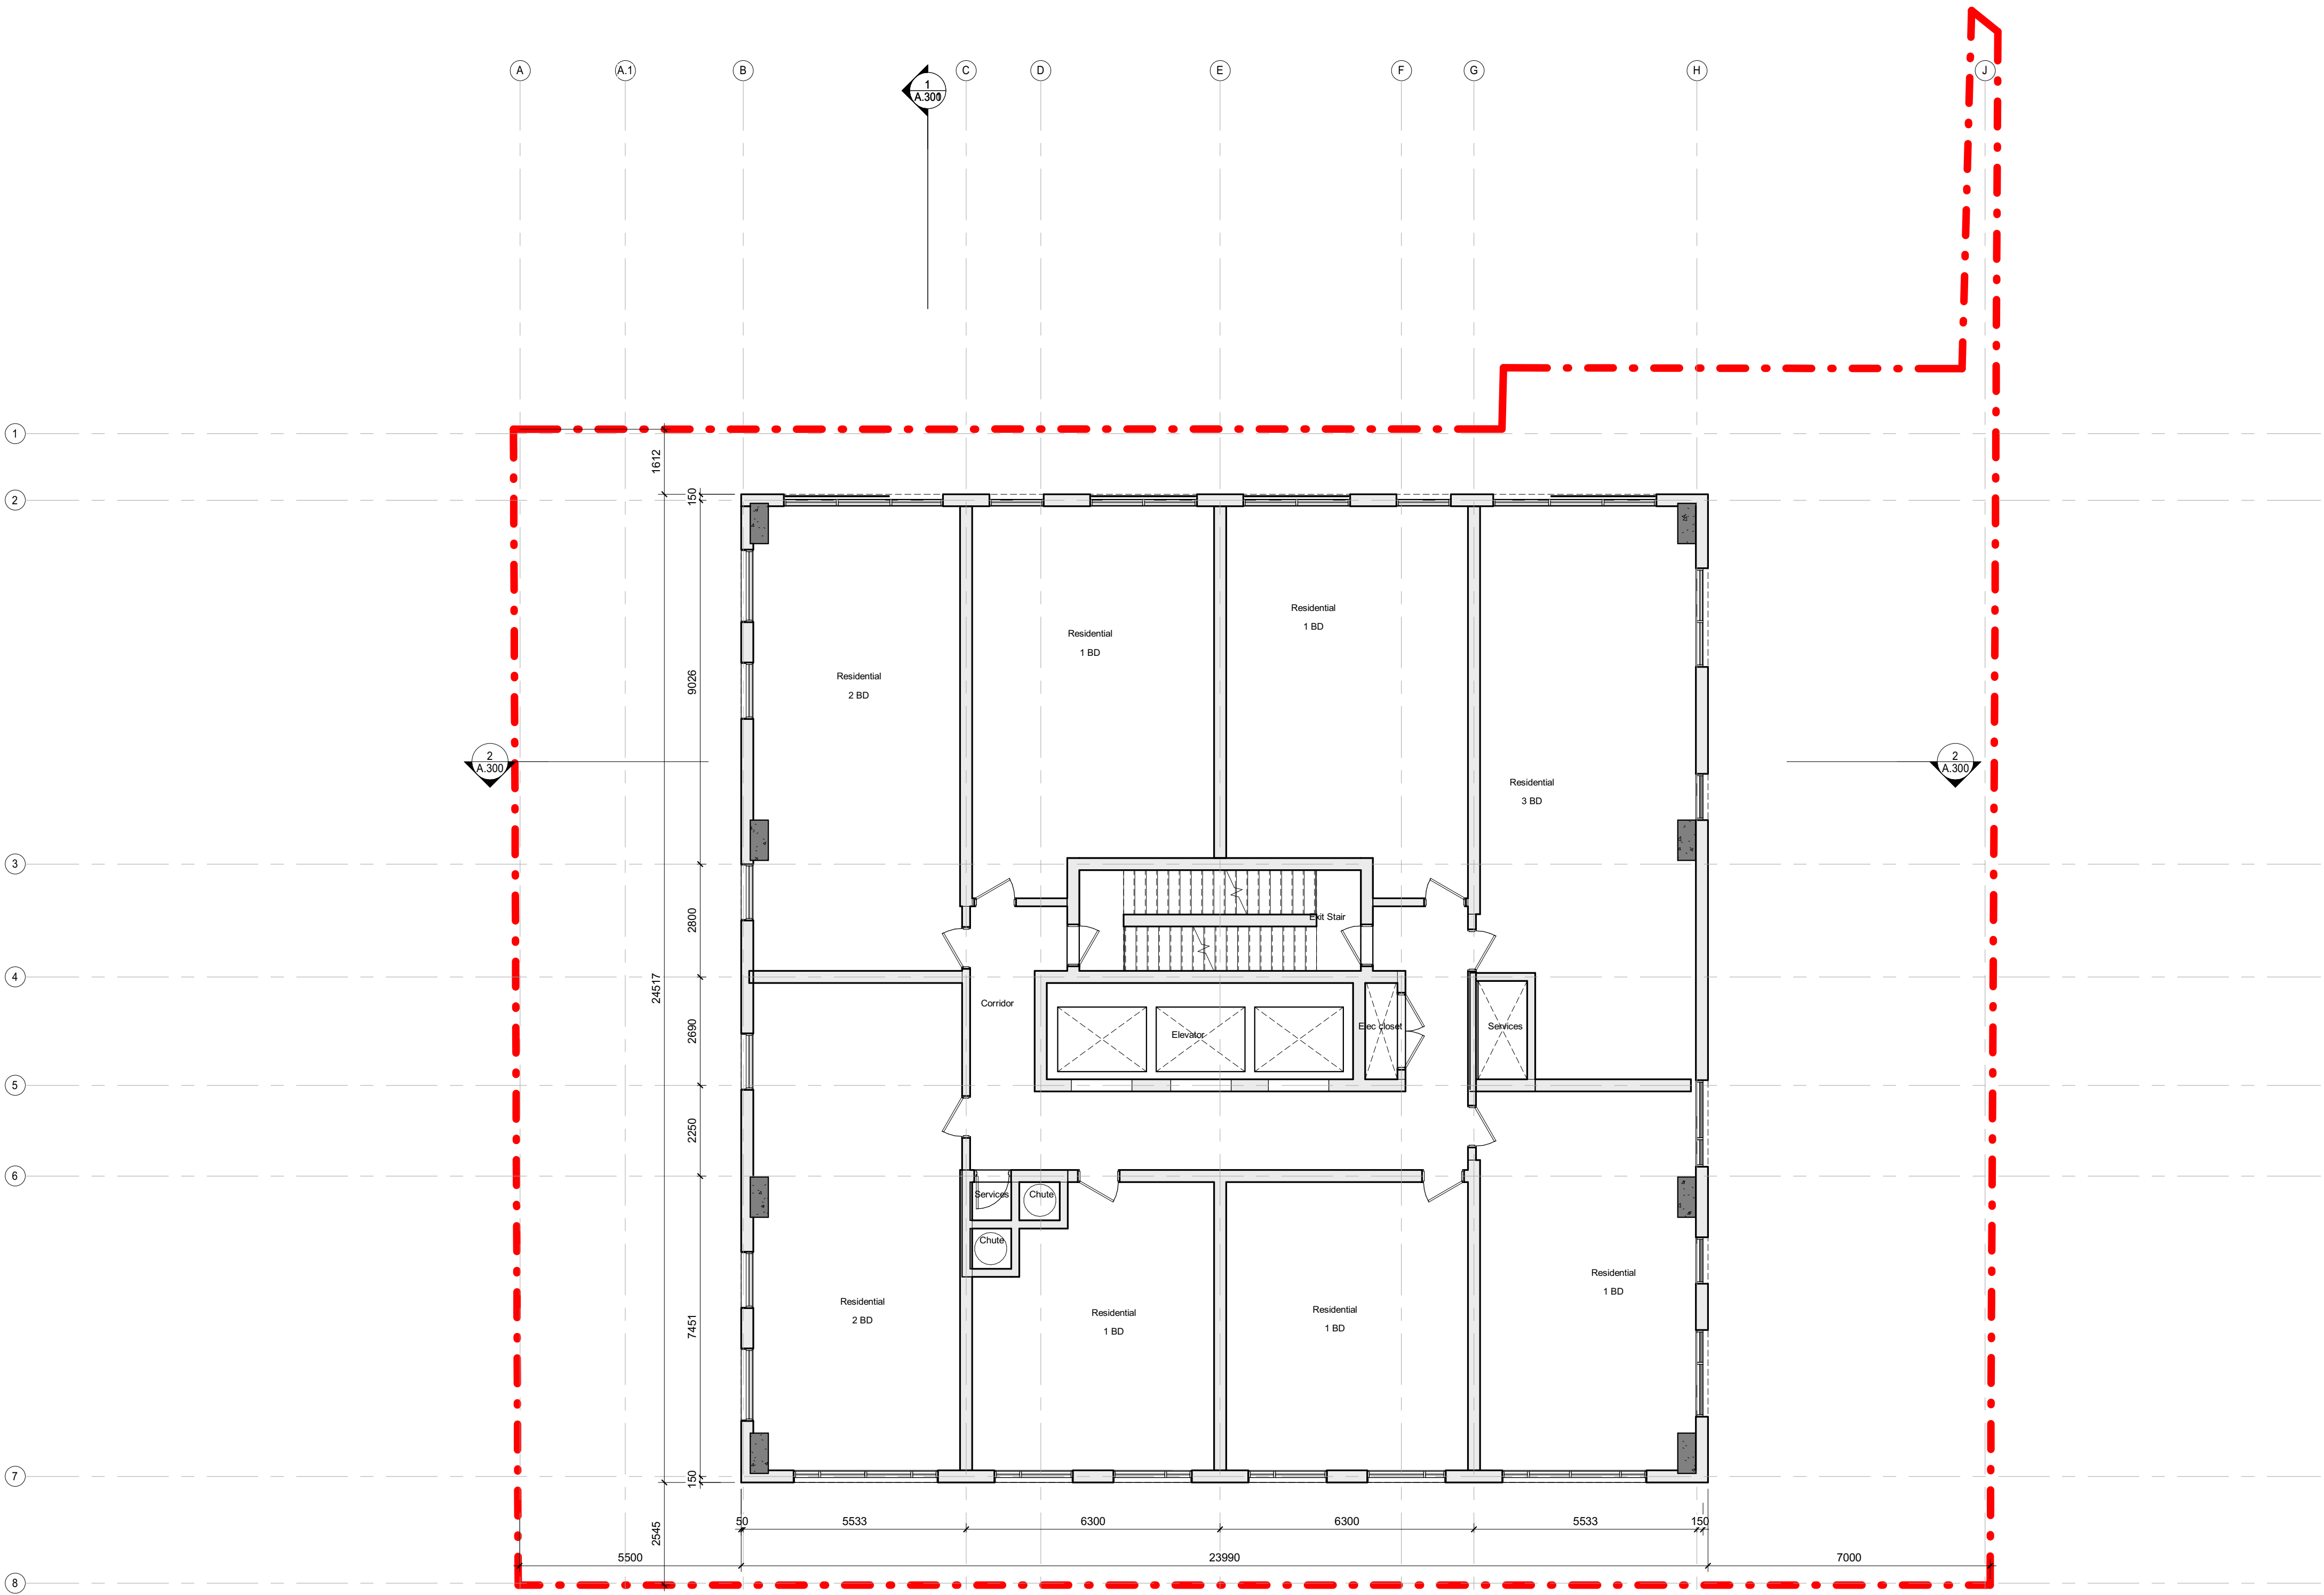 A
A.1
B
C
D
E
F
G
H
J
1
A.300
1
1612
150
2
Residential
1 BD
Residential
1 BD
Residential
2 BD
9026
2
A.300
2
A.300
Residential
3 BD
3
2800
Exit Stair
4
24517
Corridor
2690
Elevator
Elec closet
Services
5
2250
6
Services
Chute
Chute
Residential
1 BD
Residential
2 BD
Residential
1 BD
Residential
1 BD
7451
7
150
50
5533
6300
6300
5533
150
2545
5500
23990
7000
8